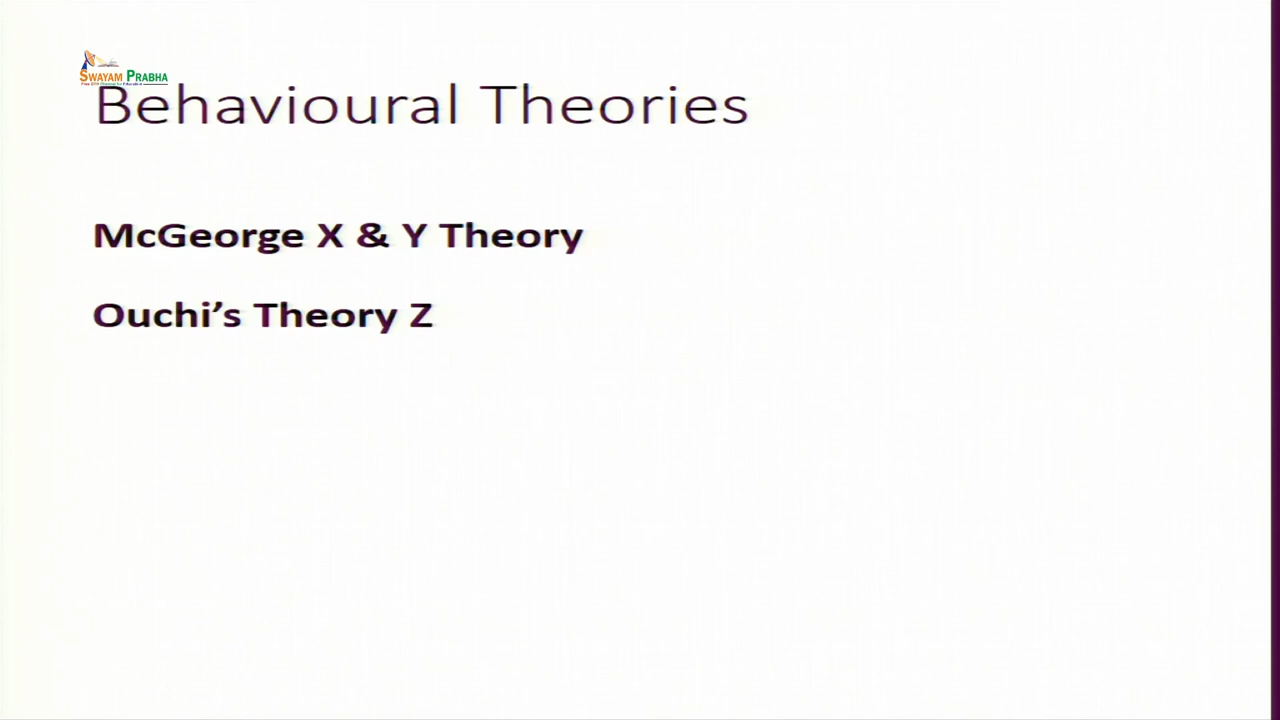 SWAYAM PRABHA
Behavioural Theories
McGeorge X & Y Theory
Ouchi's Theory Z